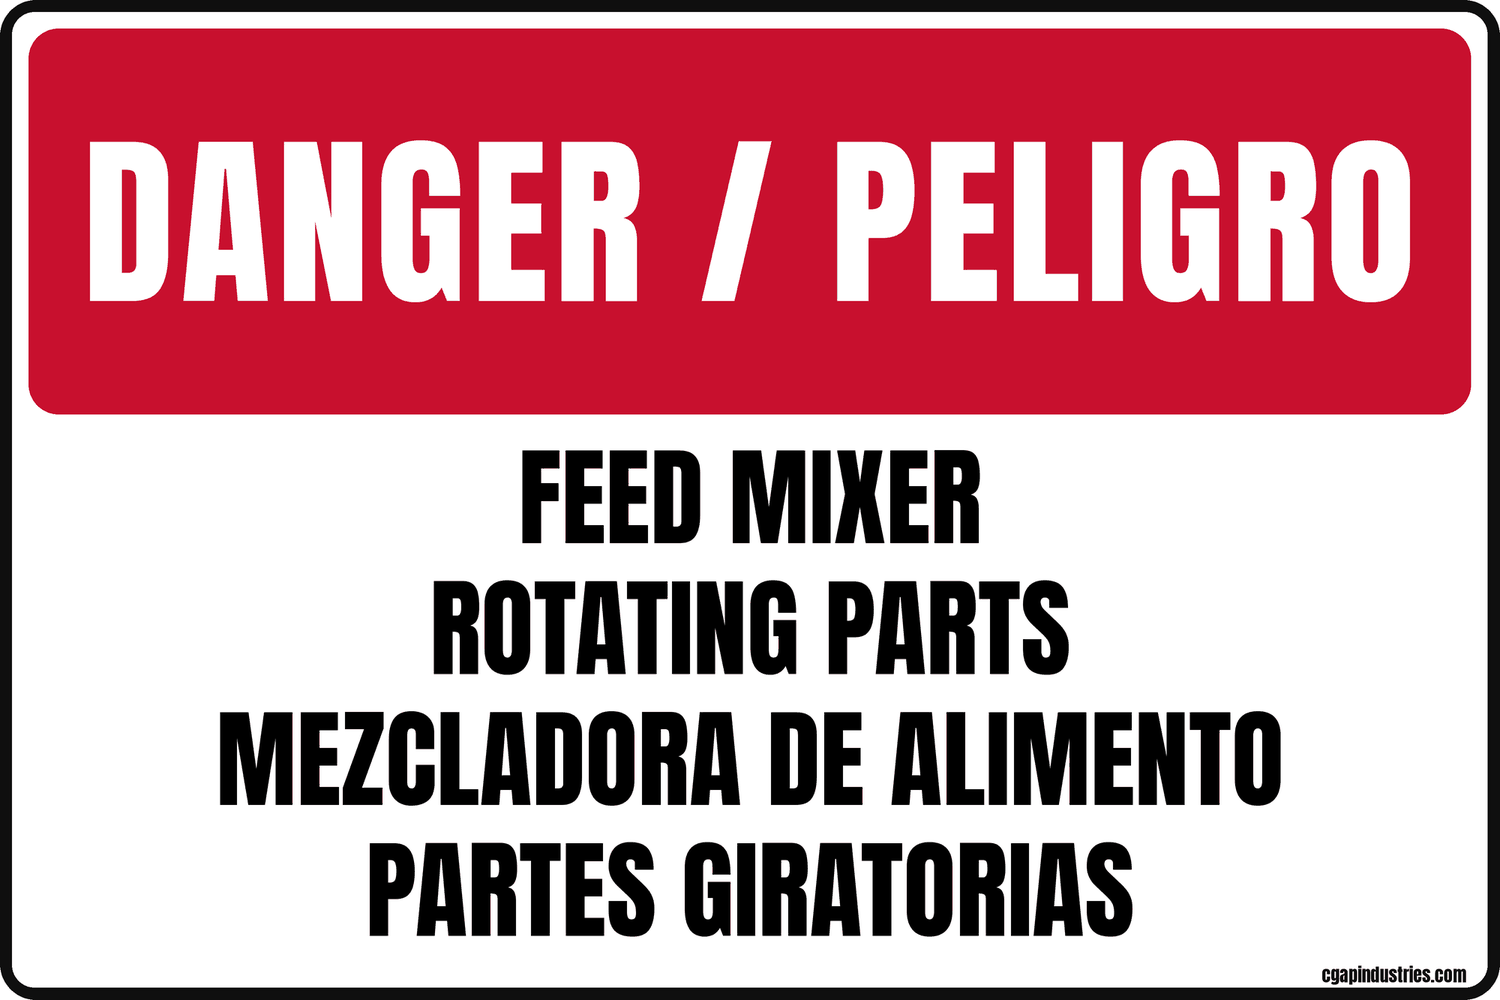 DANGER / PELIGRO
FEED MIXER
ROTATING PARTS
MEZCLADORA DE ALIMENTO
PARTES GIRATORIAS
cgapindustries.com